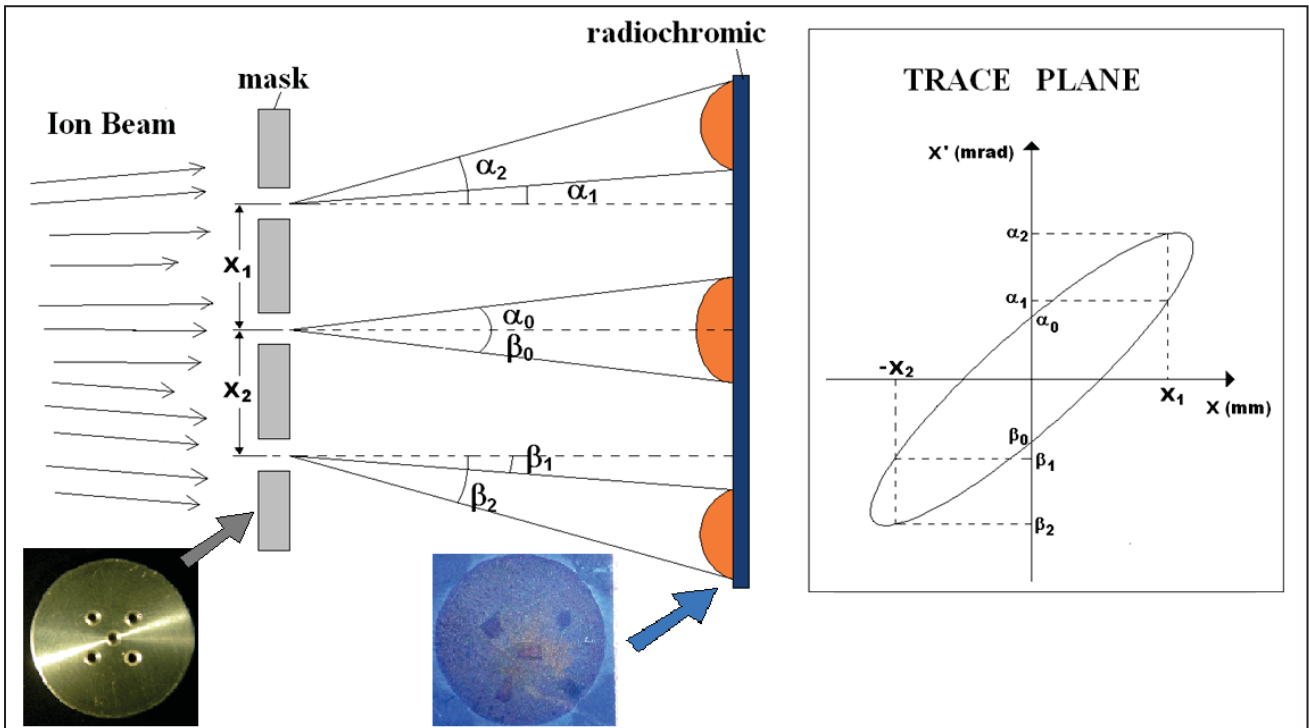 radiochromic
mask
Ion Beam
α₂
α₁
X₁
α₀
β₀
X₂
β₁
β₂
TRACE PLANE
X' (mrad)
α₂
α₁
α₀
-X₂
X₁
X (mm)
β₀
β₁
β₂